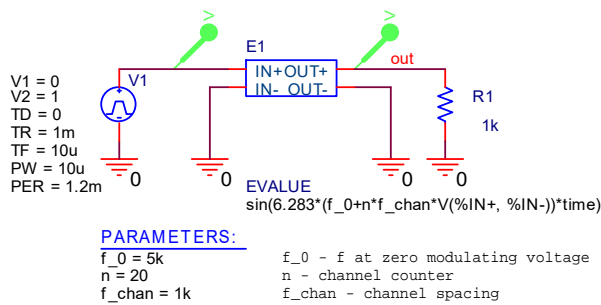 V
V
E1
out
IN+OUT+
IN- OUT-
V1
V1 = 0
V2 = 1
TD = 0
TR = 1m
TF = 10u
PW = 10u
PER = 1.2m
R1
1k
0
0
0
0
EVALUE
sin(6.283*(f_0+n*f_chan*V(%IN+, %IN-))*time)
PARAMETERS:
f_0 = 5k
f_0 - f at zero modulating voltage
n = 20
n - channel counter
f_chan = 1k
f_chan - channel spacing